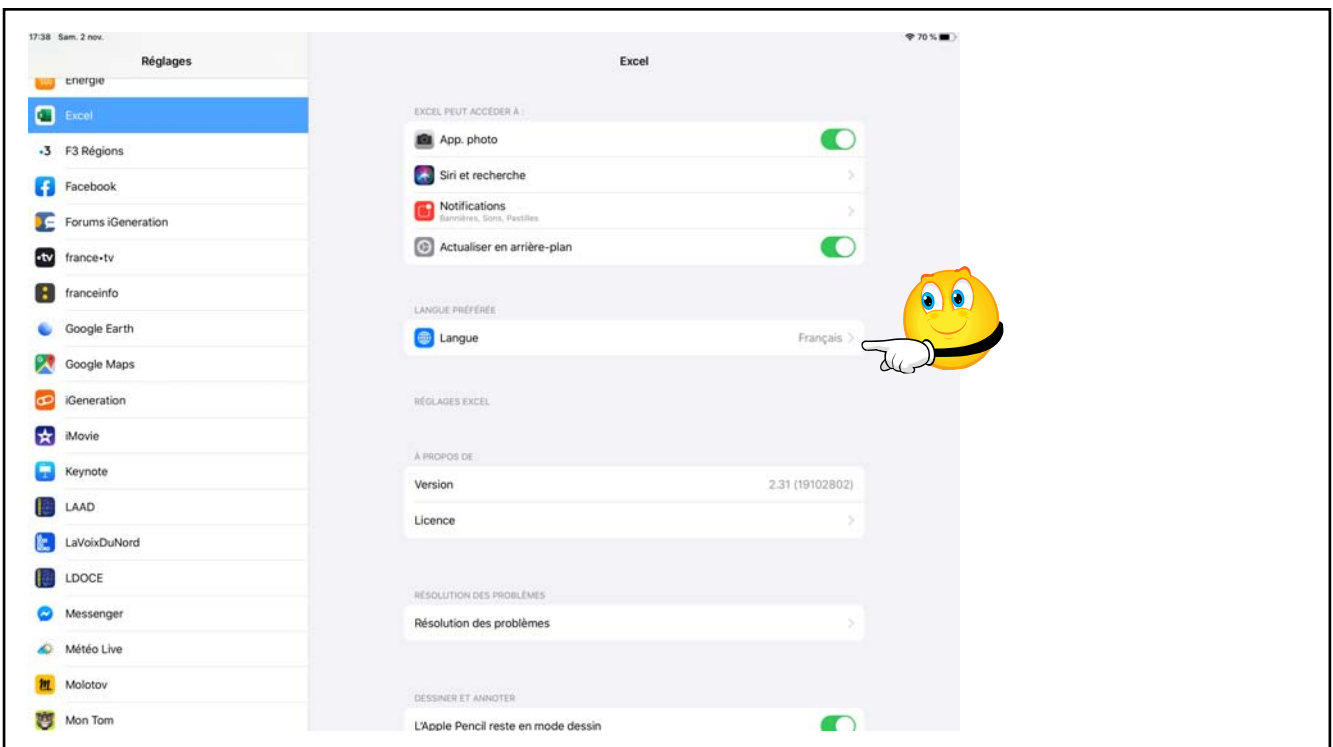 17:38 Sam. 2 nov.
70 %
Réglages
Excel
Énergie
Excel
F3 Régions
Facebook
Forums iGeneration
france•tv
franceinfo
Google Earth
Google Maps
iGeneration
iMovie
Keynote
LAAD
LaVoixDuNord
LDOCE
Messenger
Météo Live
Molotov
Mon Tom
EXCEL PEUT ACCÉDER À :
App. photo
Siri et recherche
Notifications
Bannières, Sons, Pastilles
Actualiser en arrière-plan
LANGUE PRÉFÉRÉE
Langue Français
RÉGLAGES EXCEL
À PROPOS DE
Version 2.31 (19102802)
Licence
RÉSOLUTION DES PROBLÈMES
Résolution des problèmes
DESSINER ET ANNOTER
L'Apple Pencil reste en mode dessin